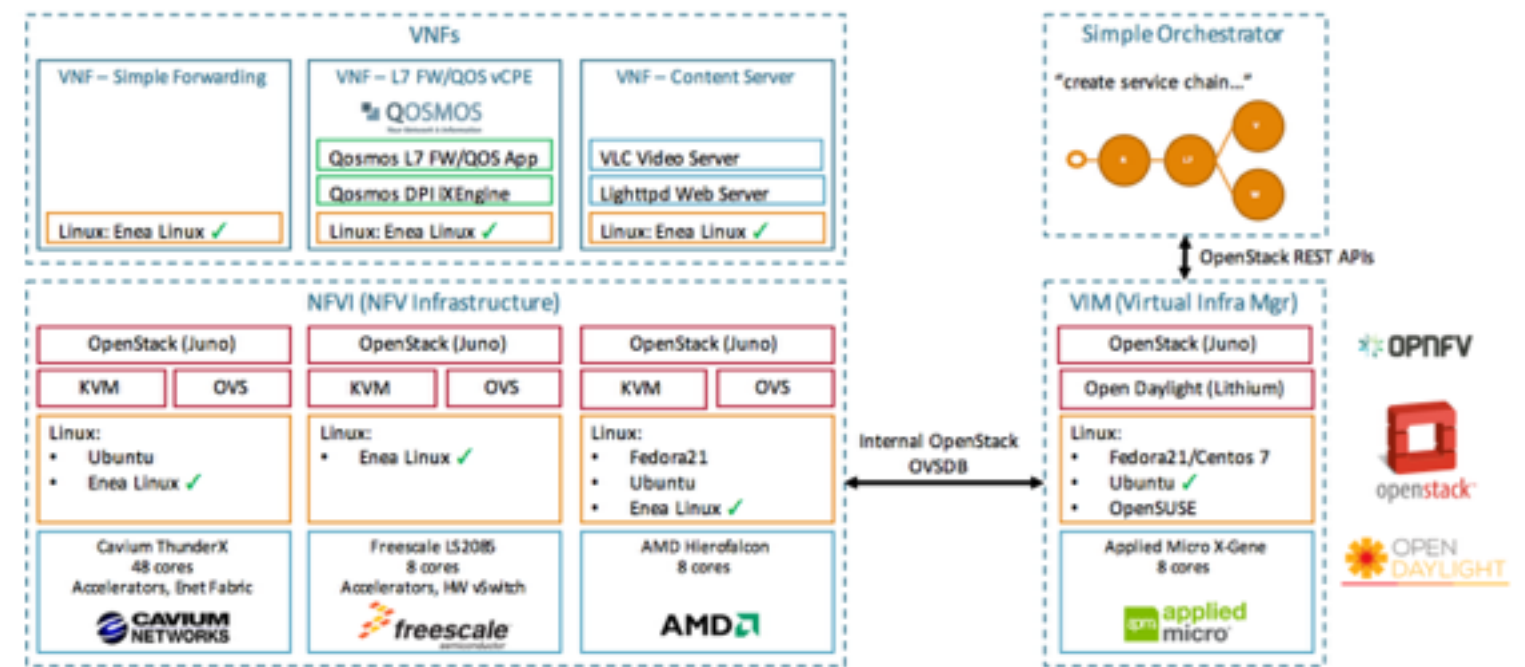 VNFs
VNF – Simple Forwarding
Linux: Enea Linux ✓
VNF – L7 FW/QOS vCPE
QOSMOS
Your Network & Information
Qosmos L7 FW/QOS App
Qosmos DPI iXEngine
Linux: Enea Linux ✓
VNF – Content Server
VLC Video Server
Lighttpd Web Server
Linux: Enea Linux ✓
Simple Orchestrator
"create service chain..."
R
L7
V
W
OpenStack REST APIs
NFVI (NFV Infrastructure)
OpenStack (Juno)
KVM
OVS
Linux:
• Ubuntu
• Enea Linux ✓
Cavium ThunderX
48 cores
Accelerators, Enet Fabric
CAVIUM
NETWORKS
OpenStack (Juno)
KVM
OVS
Linux:
• Enea Linux ✓
Freescale LS2085
8 cores
Accelerators, HW vSwitch
freescale
semiconductor
OpenStack (Juno)
KVM
OVS
Linux:
• Fedora21
• Ubuntu
• Enea Linux ✓
AMD Hierofalcon
8 cores
AMD
Internal OpenStack
OVSDB
VIM (Virtual Infra Mgr)
OpenStack (Juno)
Open Daylight (Lithium)
Linux:
• Fedora21/Centos 7
• Ubuntu ✓
• OpenSUSE
Applied Micro X-Gene
8 cores
apm
applied
micro
OPNFV
openstack
OPEN
DAYLIGHT